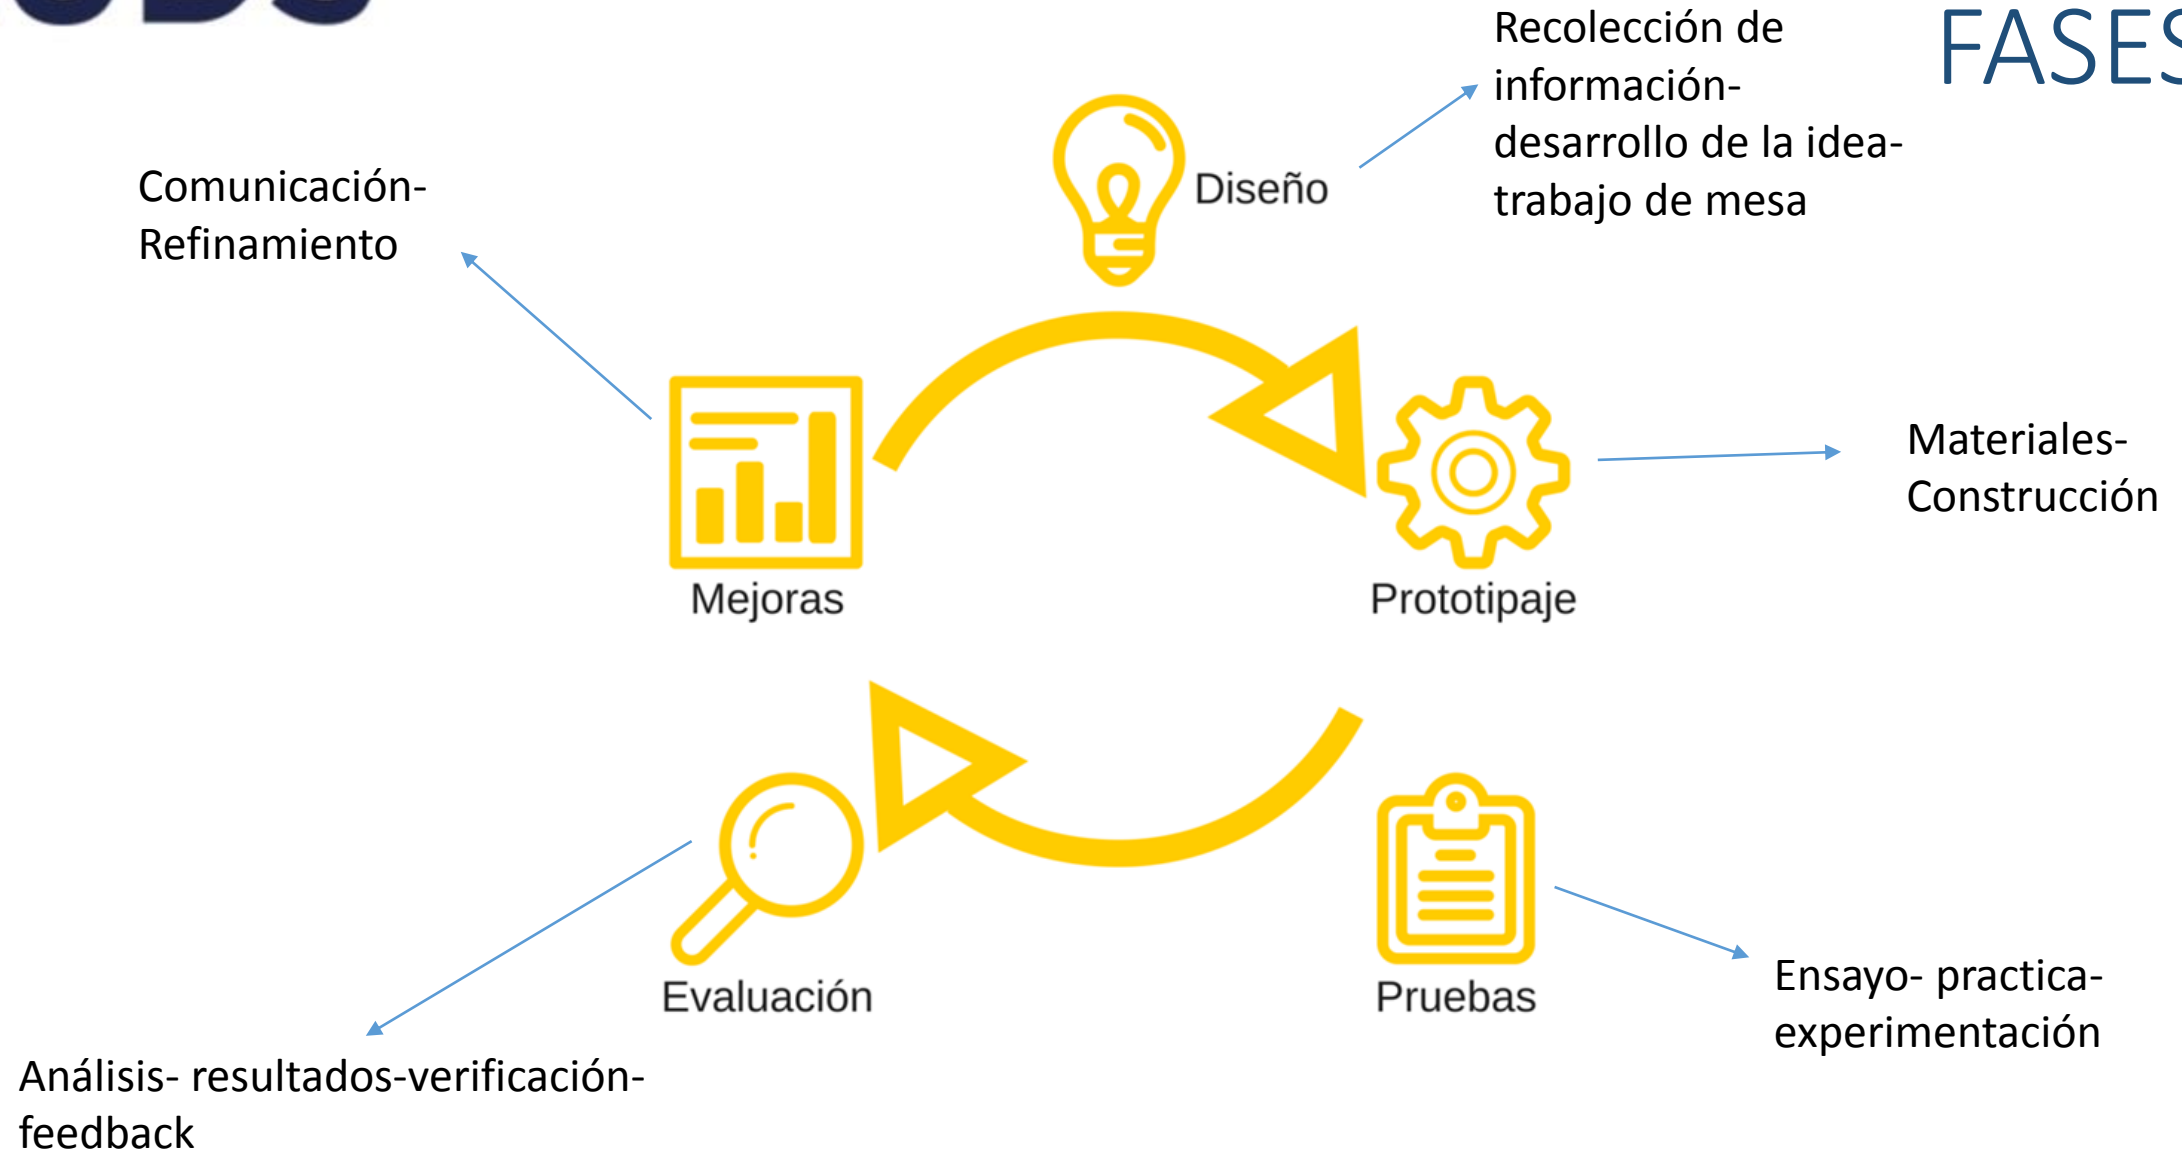 FASES
Recolección de
información-
desarrollo de la idea-
trabajo de mesa
Diseño
Comunicación-
Refinamiento
Mejoras
Prototipaje
Materiales-
Construcción
Evaluación
Pruebas
Ensayo- practica-
experimentación
Análisis- resultados-verificación-
feedback